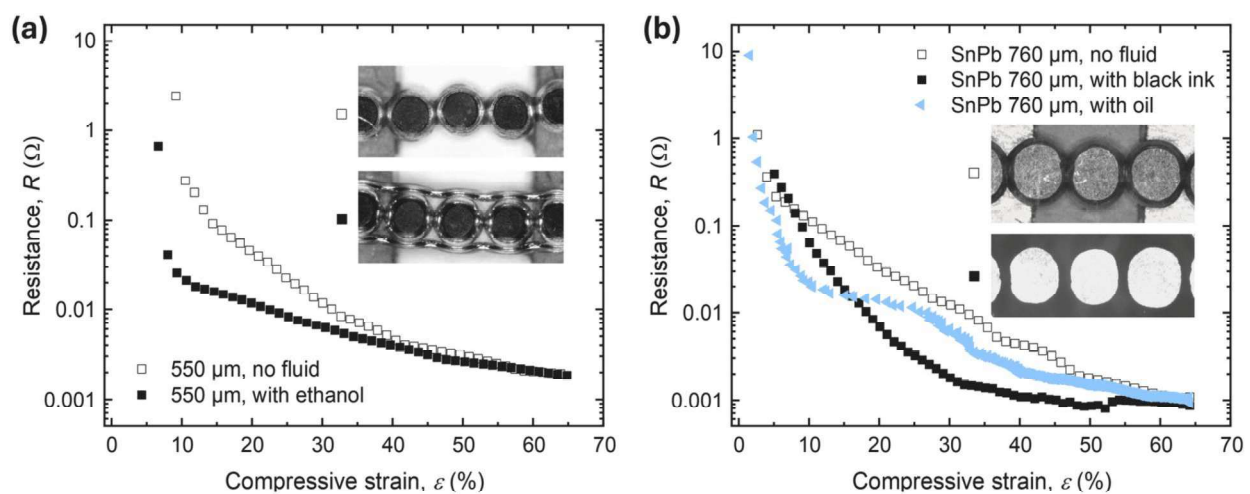 (a)
10
1
0.1
0.01
0.001
Resistance, R (Ω)
550 µm, no fluid
550 µm, with ethanol
0 10 20 30 40 50 60 70
Compressive strain, ε (%)
(b)
10
1
0.1
0.01
0.001
Resistance, R (Ω)
SnPb 760 µm, no fluid
SnPb 760 µm, with black ink
SnPb 760 µm, with oil
0 10 20 30 40 50 60 70
Compressive strain, ε (%)